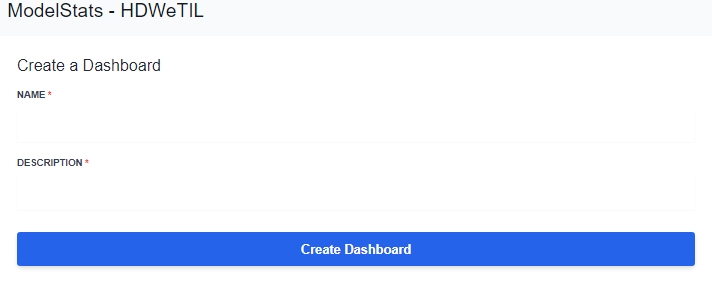 ModelStats - HDWeTIL
Create a Dashboard
NAME *
DESCRIPTION *
Create Dashboard